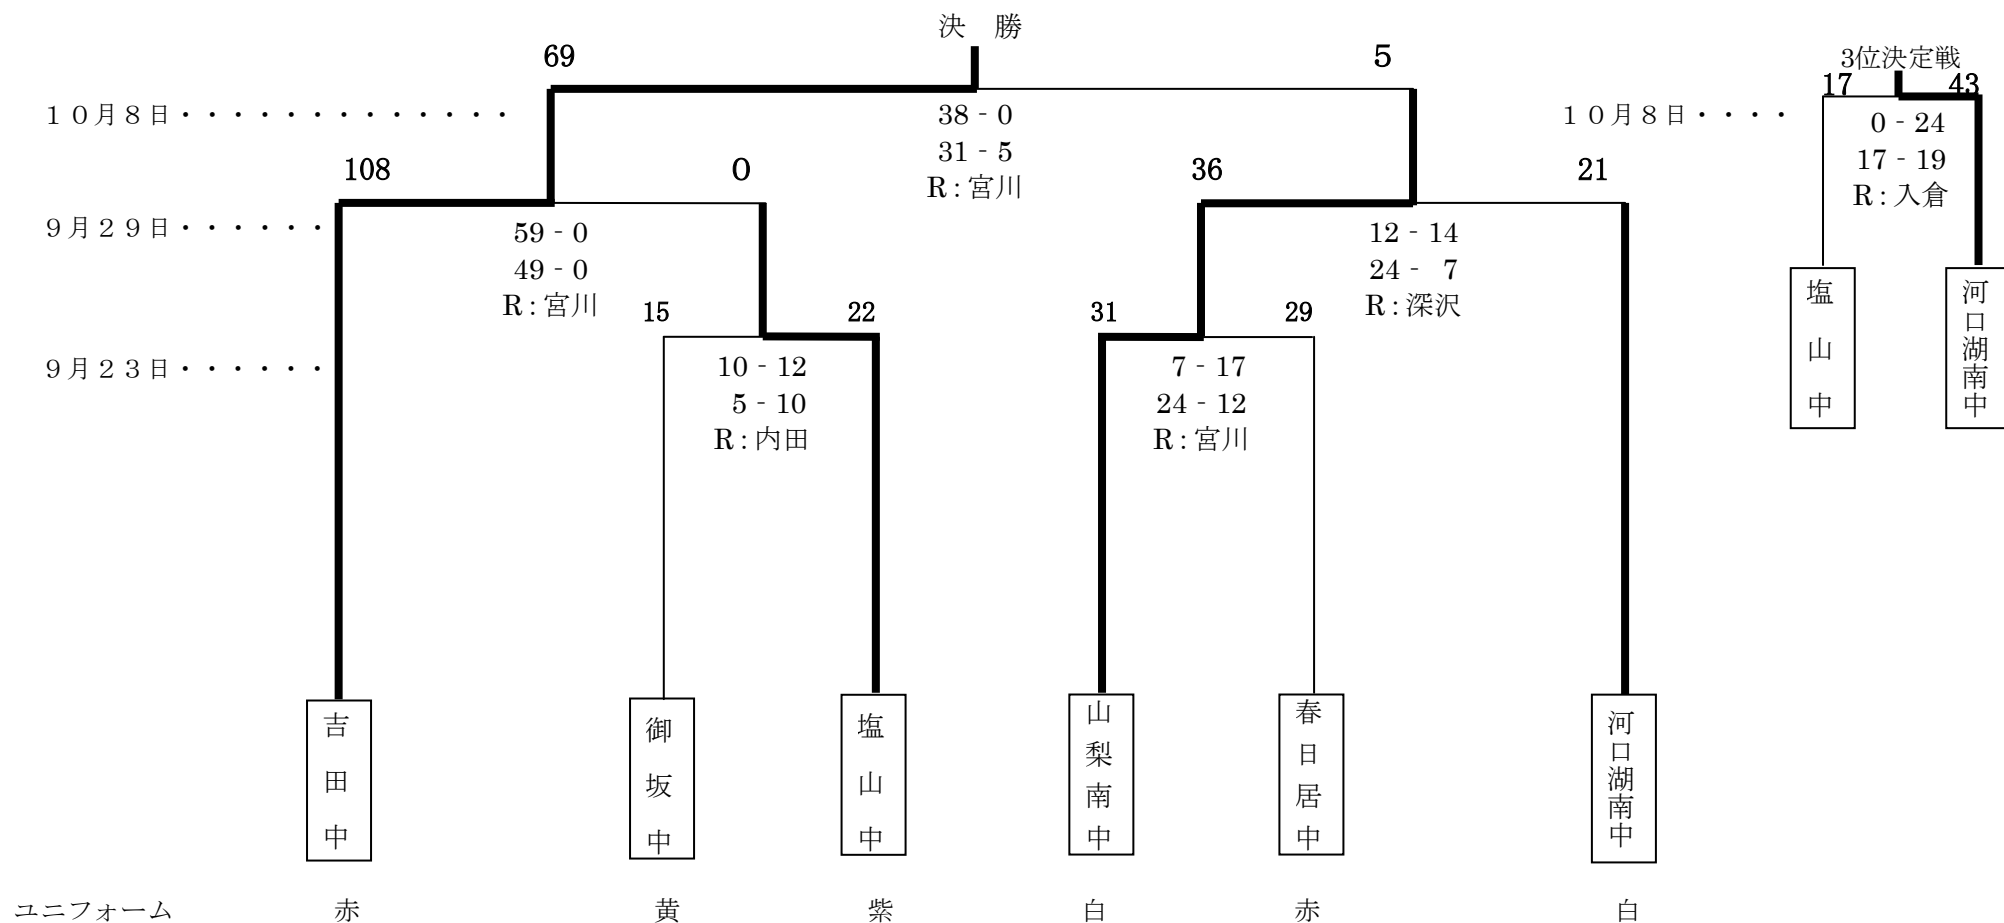 決　勝
69
5
3位決定戦
17
43
１０月８日・・・・・・・・・・・・・
38 - 0
31 - 5
R：宮川
１０月８日・・・・
0 - 24
17 - 19
R：入倉
108
0
36
21
９月２９日・・・・・・
59 - 0
49 - 0
R：宮川
12 - 14
24 - 7
R：深沢
15
22
31
29
９月２３日・・・・・・
10 - 12
5 - 10
R：内田
7 - 17
24 - 12
R：宮川
塩山中
河口湖南中
吉田中
御坂中
塩山中
山梨南中
春日居中
河口湖南中
ユニフォーム　赤　黄　紫　白　赤　白